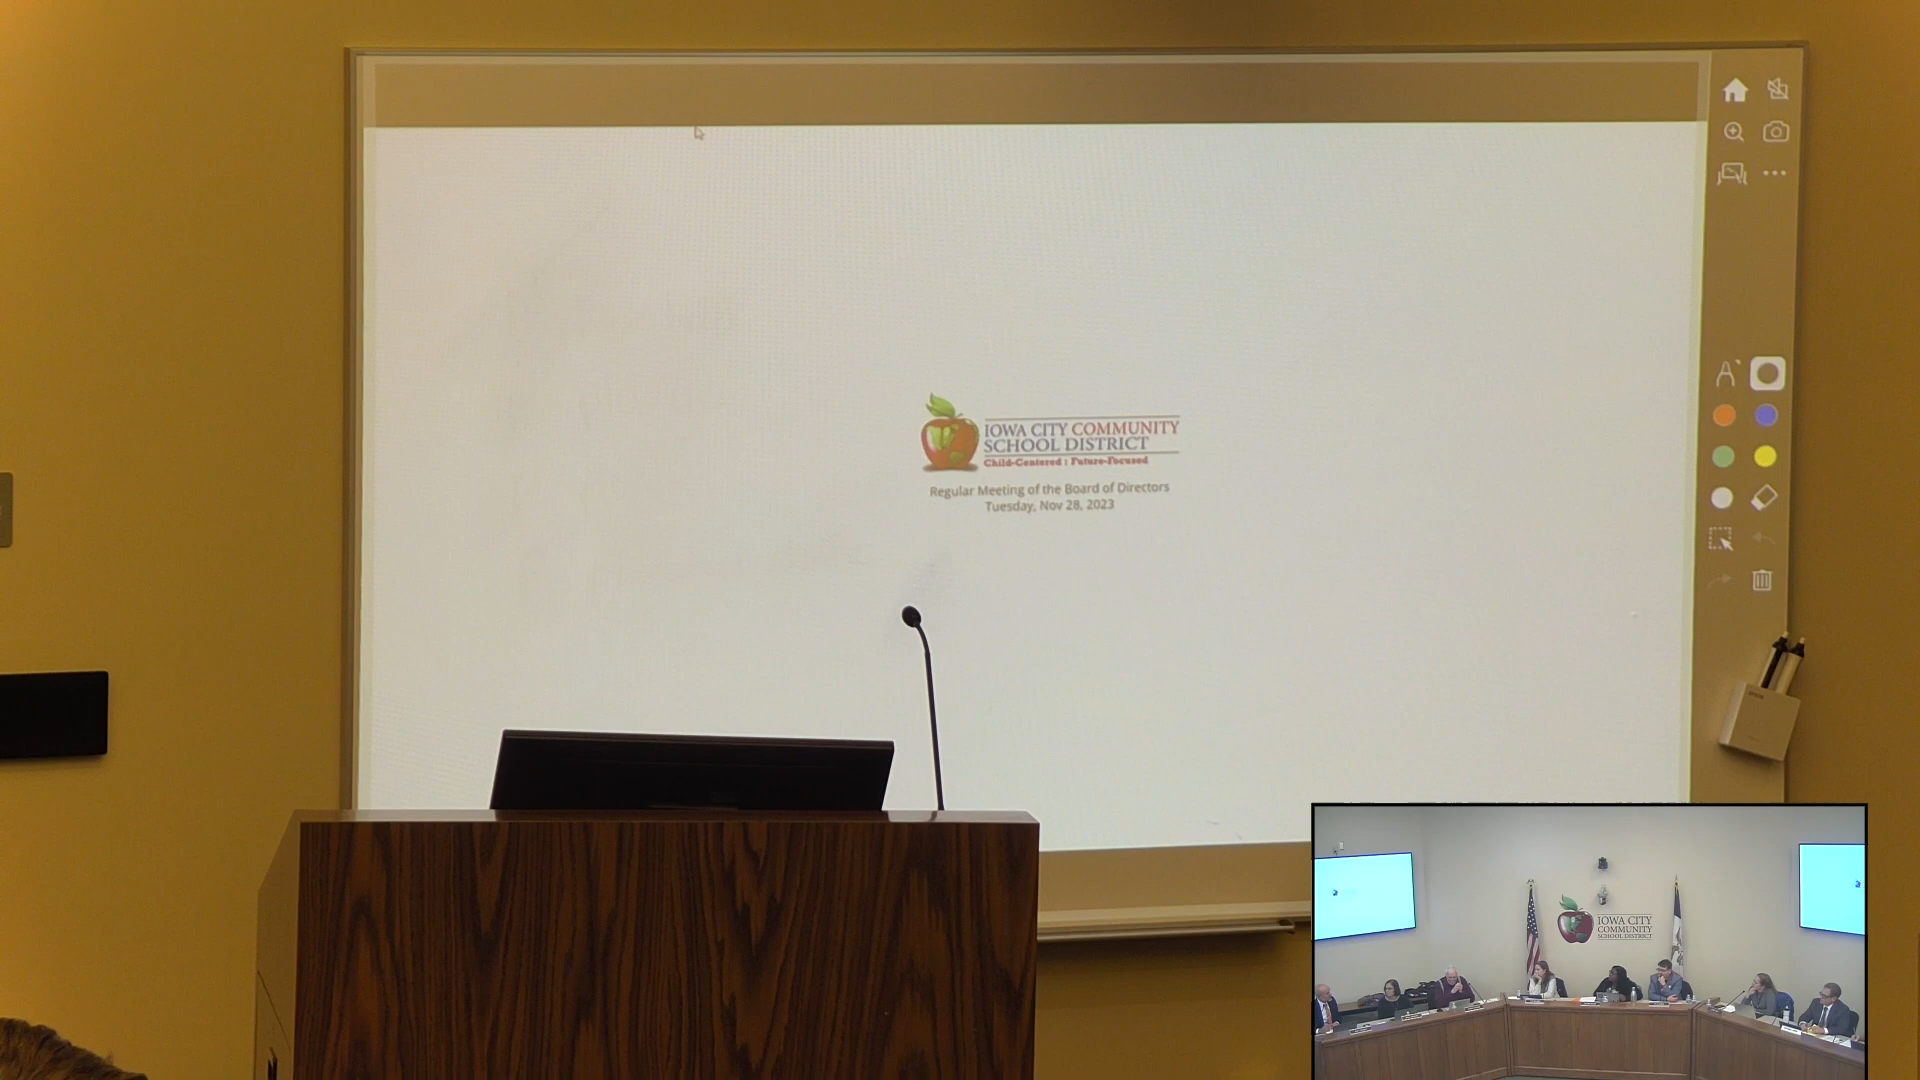 IOWA CITY COMMUNITY
SCHOOL DISTRICT
Child-Centered : Future-Focused
Regular Meeting of the Board of Directors
Tuesday, Nov 28, 2023
IOWA CITY
COMMUNITY
SCHOOL DISTRICT